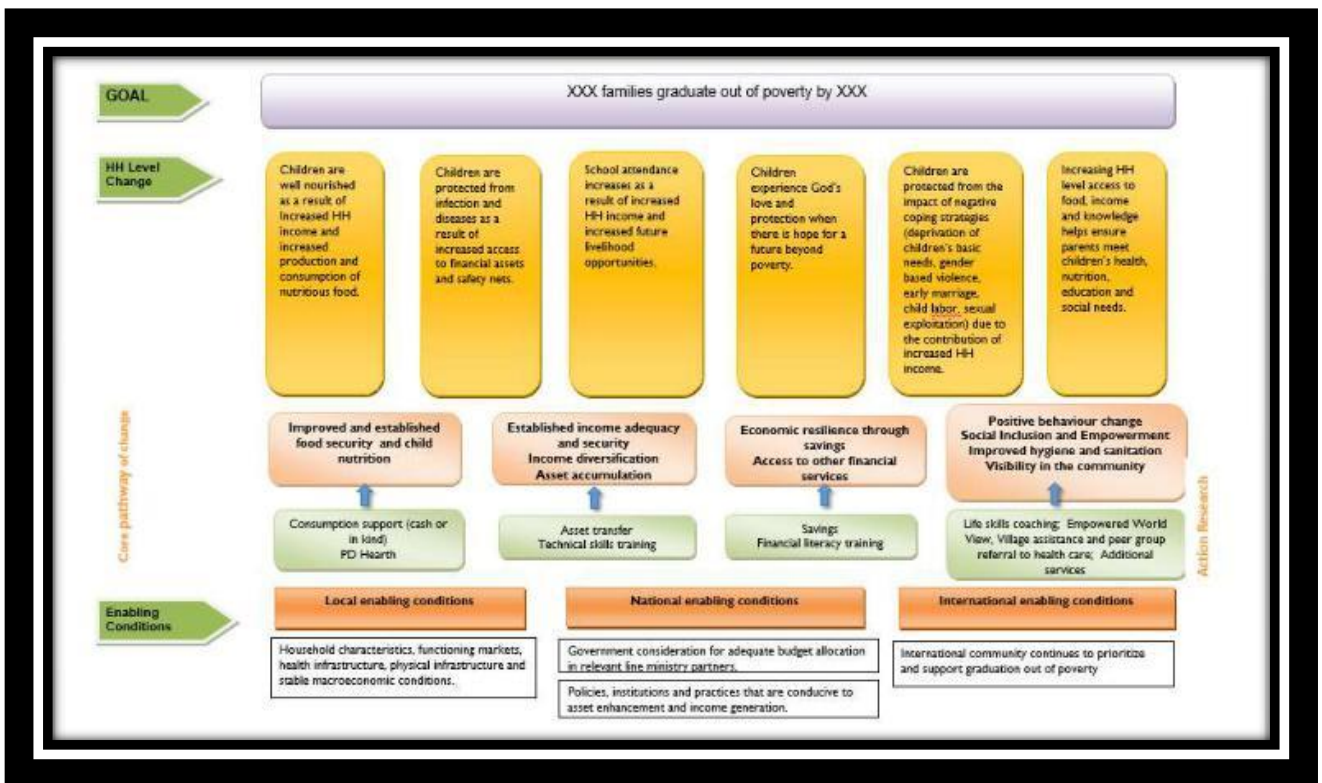 GOAL
XXX families graduate out of poverty by XXX
HH Level
Change
Children are
well nourished
as a result of
Increased HH
income and
increased
production and
consumption of
nutritious food.
Children are
protected from
infection and
diseases as a
result of
increased access
to financial assets
and safety nets.
School attendance
increases as a
result of increased
HH income and
increased future
livelihood
opportunities.
Children
experience God's
love and
protection when
there is hope for a
future beyond
poverty.
Children are
protected from the
impact of negative
coping strategies
(deprivation of
children's basic
needs, gender
based violence,
early marriage,
child labor, sexual
exploitation) due to
the contribution of
increased HH
income.
Increasing HH
level access to
food, income
and knowledge
helps ensure
parents meet
children's health,
nutrition,
education and
social needs.
Core pathway of change
Improved and established
food security and child
nutrition
Established income adequacy
and security
Income diversification
Asset accumulation
Economic resilience through
savings
Access to other financial
services
Positive behaviour change
Social Inclusion and Empowerment
Improved hygiene and sanitation
Visibility in the community
Consumption support (cash or
in kind)
PD Hearth
Asset transfer
Technical skills training
Savings
Financial literacy training
Life skills coaching; Empowered World
View, Village assistance and peer group
referral to health care; Additional
services
Action Research
Enabling
Conditions
Local enabling conditions
Household characteristics, functioning markets,
health infrastructure, physical infrastructure and
stable macroeconomic conditions.
National enabling conditions
Government consideration for adequate budget allocation
in relevant line ministry partners.
Policies, institutions and practices that are conducive to
asset enhancement and income generation.
International enabling conditions
International community continues to prioritize
and support graduation out of poverty